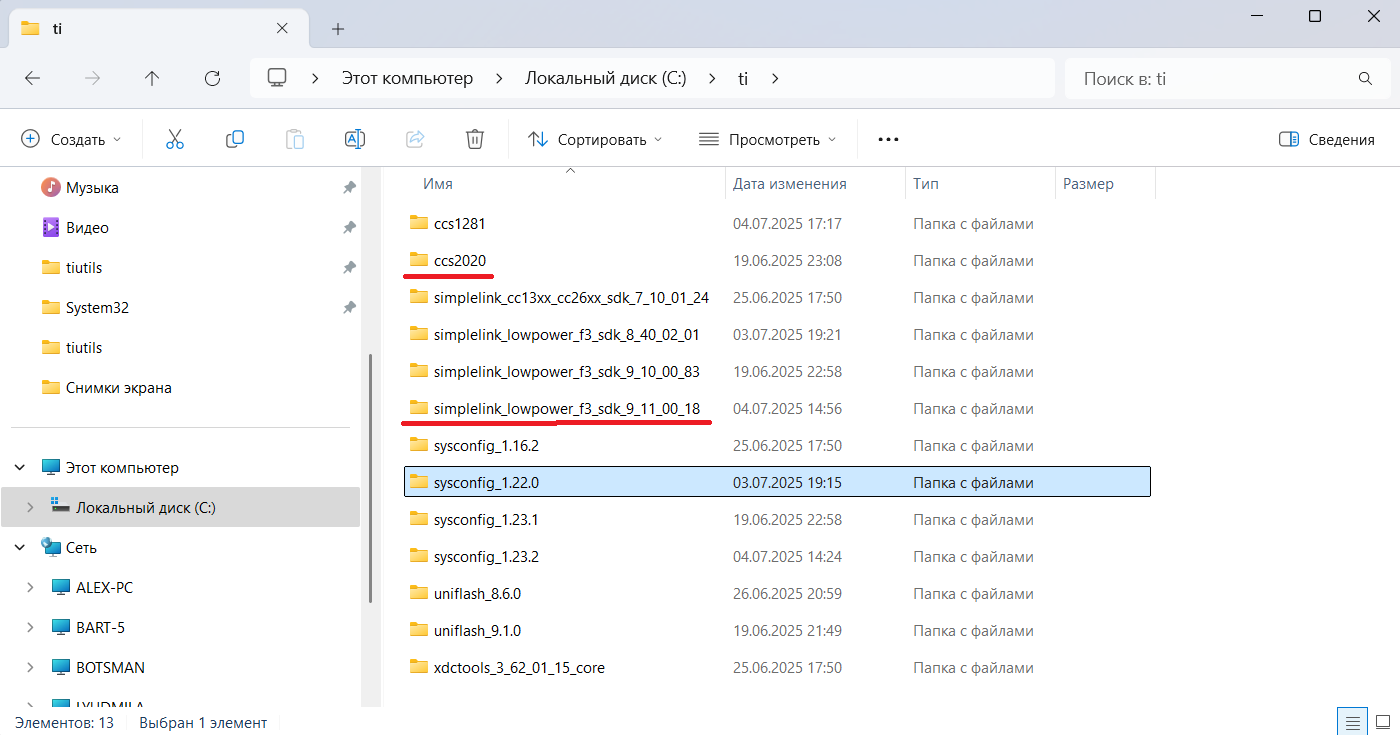 ti
Этот компьютер > Локальный диск (C:) > ti >
Поиск в: ti
Создать
Сортировать
Просмотреть
Сведения
Музыка
Видео
tiutils
System32
tiutils
Снимки экрана
Этот компьютер
Локальный диск (C:)
Сеть
ALEX-PC
BART-5
BOTSMAN
Имя Дата изменения Тип Размер
ccs1281 04.07.2025 17:17 Папка с файлами
ccs2020 19.06.2025 23:08 Папка с файлами
simplelink_cc13xx_cc26xx_sdk_7_10_01_24 25.06.2025 17:50 Папка с файлами
simplelink_lowpower_f3_sdk_8_40_02_01 03.07.2025 19:21 Папка с файлами
simplelink_lowpower_f3_sdk_9_10_00_83 19.06.2025 22:58 Папка с файлами
simplelink_lowpower_f3_sdk_9_11_00_18 04.07.2025 14:56 Папка с файлами
sysconfig_1.16.2 25.06.2025 17:50 Папка с файлами
sysconfig_1.22.0 03.07.2025 19:15 Папка с файлами
sysconfig_1.23.1 19.06.2025 22:58 Папка с файлами
sysconfig_1.23.2 04.07.2025 14:24 Папка с файлами
uniflash_8.6.0 26.06.2025 20:59 Папка с файлами
uniflash_9.1.0 19.06.2025 21:49 Папка с файлами
xdctools_3_62_01_15_core 25.06.2025 17:50 Папка с файлами
Элементов: 13 Выбран 1 элемент